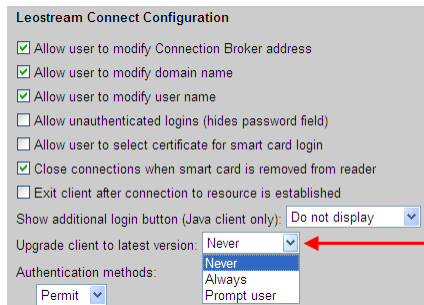 Leostream Connect Configuration
Allow user to modify Connection Broker address
Allow user to modify domain name
Allow user to modify user name
Allow unauthenticated logins (hides password field)
Allow user to select certificate for smart card login
Close connections when smart card is removed from reader
Exit client after connection to resource is established
Show additional login button (Java client only): Do not display
Upgrade client to latest version: Never
Never
Always
Prompt user
Authentication methods:
Permit